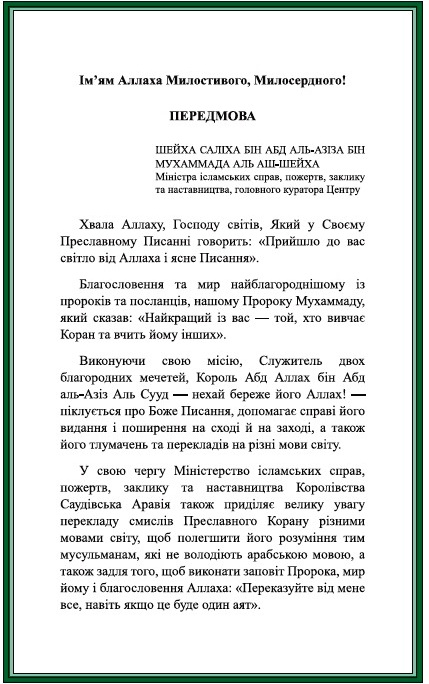 Ім’ям Аллаха Милостивого, Милосердного!
ПЕРЕДМОВА
ШЕЙХА САЛІХА БІН АБД АЛЬ-АЗІЗА БІН
МУХАММАДА АЛЬ АШ-ШЕЙХА
Міністра ісламських справ, пожертв, заклику
та наставництва, головного куратора Центру
Хвала Аллаху, Господу світів, Який у Своєму
Преславному Писанні говорить: «Прийшло до вас
світло від Аллаха і ясне Писання».
Благословення та мир найблагороднішому із
пророків та посланців, нашому Пророку Мухаммаду,
який сказав: «Найкращий із вас — той, хто вивчає
Коран та вчить йому інших».
Виконуючи свою місію, Служитель двох
благородних мечетей, Король Абд Аллах бін Абд
аль-Азіз Аль Сууд — нехай береже його Аллах! —
піклується про Боже Писання, допомагає справі його
видання і поширення на сході й на заході, а також
його тлумачень та перекладів на різні мови світу.
У свою чергу Міністерство ісламських справ,
пожертв, заклику та наставництва Королівства
Саудівська Аравія також приділяє велику увагу
перекладу смислів Преславного Корану різними
мовами світу, щоб полегшити його розуміння тим
мусульманам, які не володіють арабською мовою, а
також задля того, щоб виконати заповіт Пророка, мир
йому і благословення Аллаха: «Переказуйте від мене
все, навіть якщо це буде один аят».